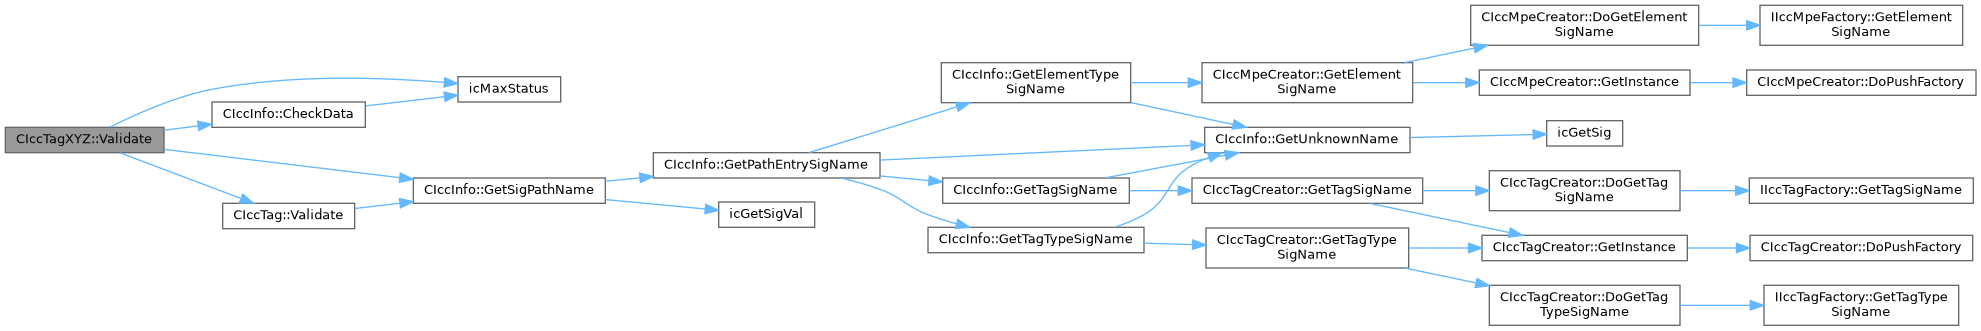 CIccTagXYZ::Validate
icMaxStatus
CIccInfo::CheckData
CIccInfo::GetSigPathName
CIccTag::Validate
CIccInfo::GetPathEntrySigName
icGetSigVal
CIccInfo::GetElementType
SigName
CIccInfo::GetTagSigName
CIccInfo::GetTagTypeSigName
CIccMpeCreator::GetElement
SigName
CIccInfo::GetUnknownName
CIccTagCreator::GetTagSigName
CIccTagCreator::GetTagType
SigName
CIccMpeCreator::DoGetElement
SigName
CIccMpeCreator::GetInstance
icGetSig
CIccTagCreator::DoGetTag
SigName
CIccTagCreator::GetInstance
CIccTagCreator::DoGetTag
TypeSigName
IIccMpeFactory::GetElement
SigName
CIccMpeCreator::DoPushFactory
IIccTagFactory::GetTagSigName
CIccTagCreator::DoPushFactory
IIccTagFactory::GetTagType
SigName